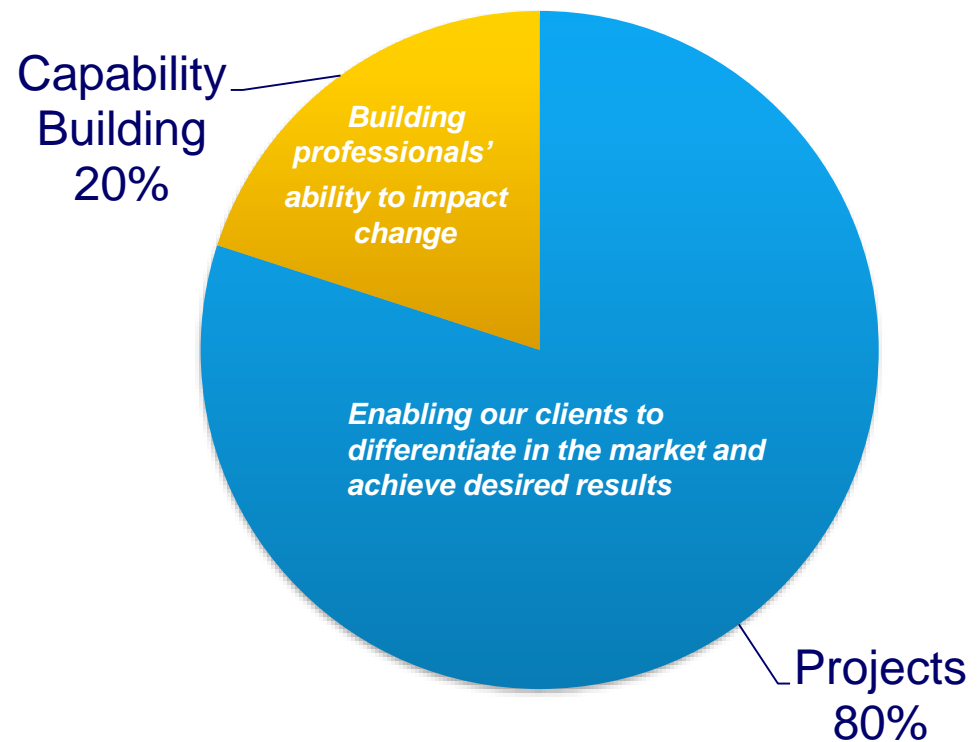 Capability
Building
20%
Building
professionals’
ability to impact
change
Enabling our clients to
differentiate in the market and
achieve desired results
Projects
80%